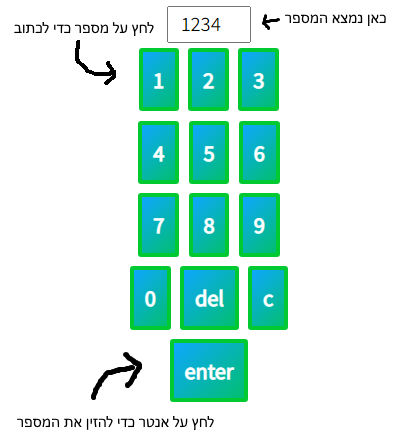 כאן נמצא המספר
1234
לחץ על מספר כדי לכתוב
1 2 3
4 5 6
7 8 9
0 del c
enter
לחץ על אנטר כדי להזין את המספר